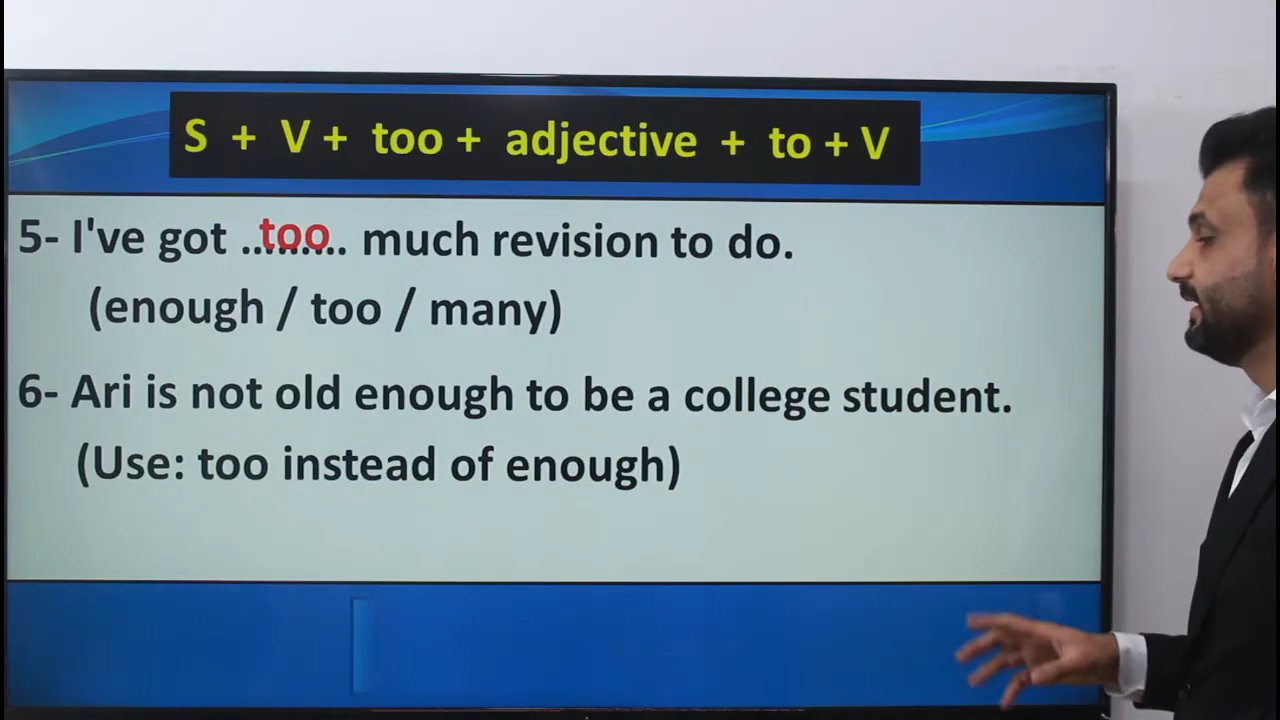 S + V + too + adjective + to + V
5- I've got ..too.. much revision to do.
(enough / too / many)
6- Ari is not old enough to be a college student.
(Use: too instead of enough)